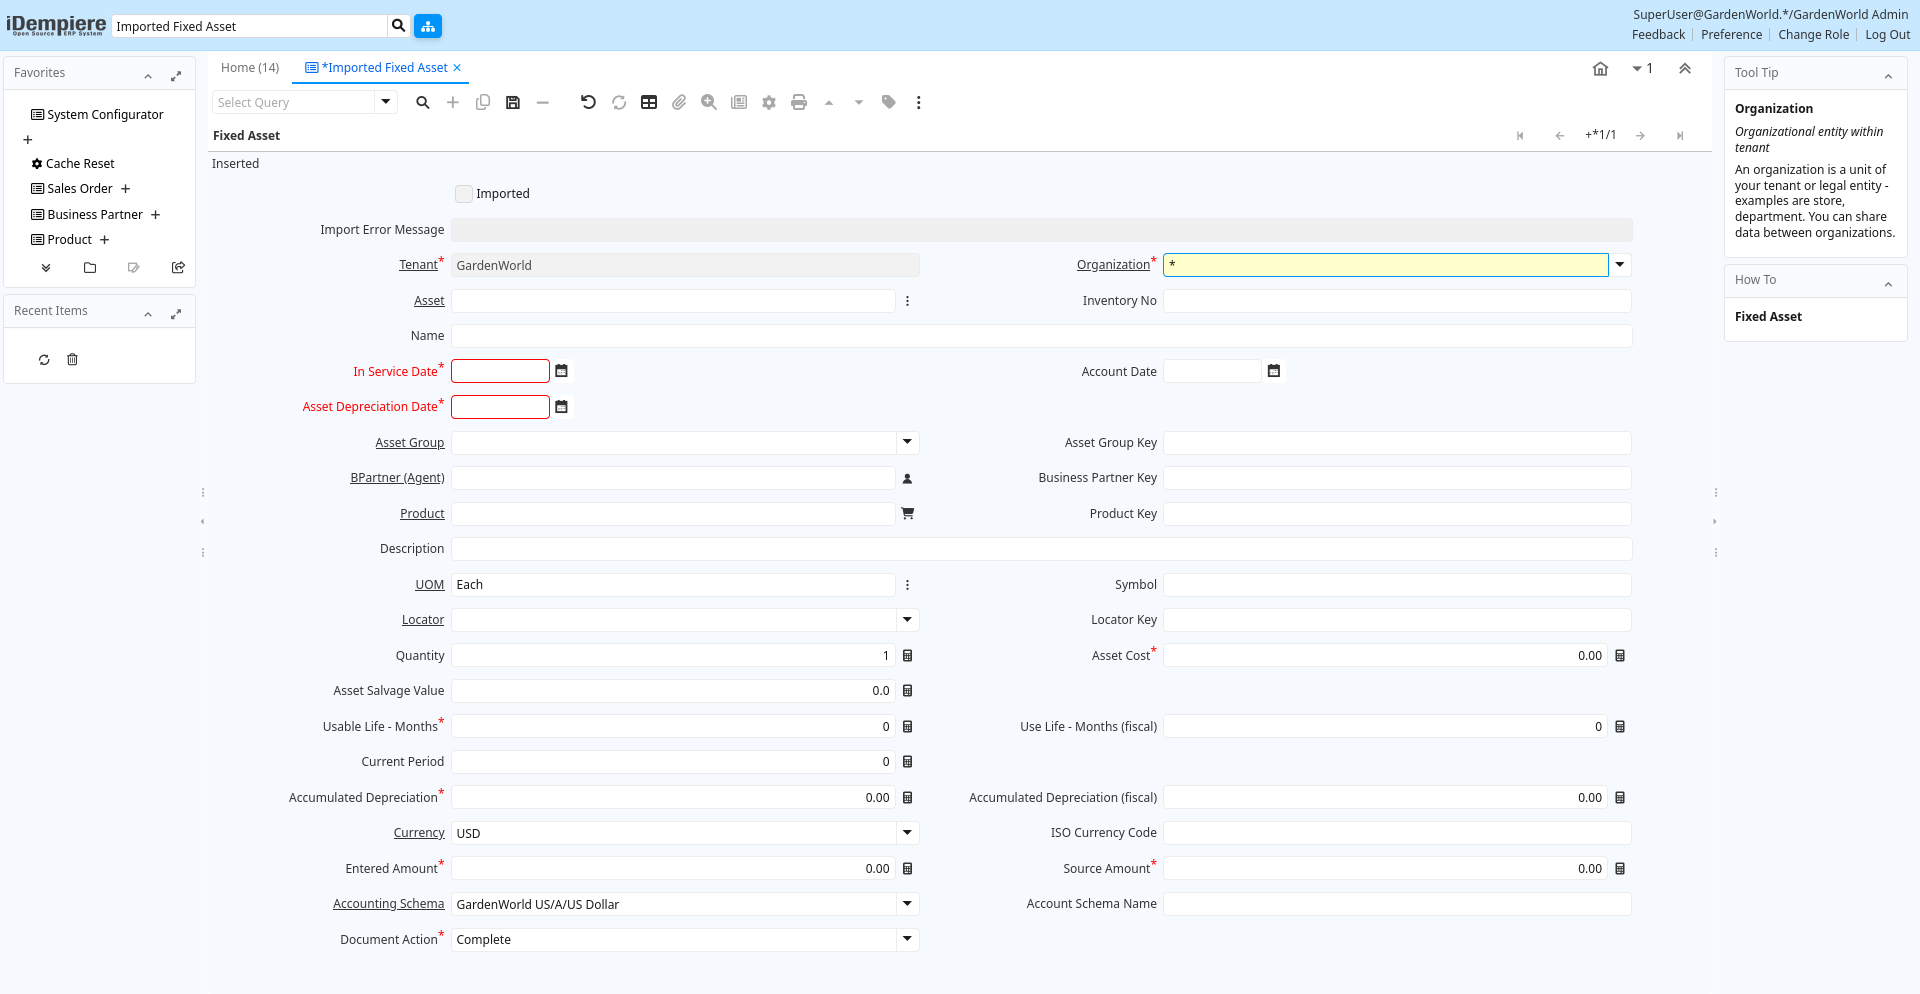 iDempiere
Open Source ERP System
Imported Fixed Asset
SuperUser@GardenWorld.*/GardenWorld Admin
Feedback
Preference
Change Role
Log Out
Favorites
System Configurator
Cache Reset
Sales Order
Business Partner
Product
Recent Items
Home (14)
*Imported Fixed Asset
1
Select Query
Fixed Asset
+*1/1
Inserted
Imported
Import Error Message
Tenant* GardenWorld
Organization* *
Asset
Inventory No
Name
In Service Date*
Account Date
Asset Depreciation Date*
Asset Group
Asset Group Key
BPartner (Agent)
Business Partner Key
Product
Product Key
Description
UOM Each
Symbol
Locator
Locator Key
Quantity 1
Asset Cost* 0.00
Asset Salvage Value 0.0
Usable Life - Months* 0
Use Life - Months (fiscal) 0
Current Period 0
Accumulated Depreciation* 0.00
Accumulated Depreciation (fiscal) 0.00
Currency USD
ISO Currency Code
Entered Amount* 0.00
Source Amount* 0.00
Accounting Schema GardenWorld US/A/US Dollar
Account Schema Name
Document Action* Complete
Tool Tip
Organization
Organizational entity within
tenant
An organization is a unit of
your tenant or legal entity -
examples are store,
department. You can share
data between organizations.
How To
Fixed Asset